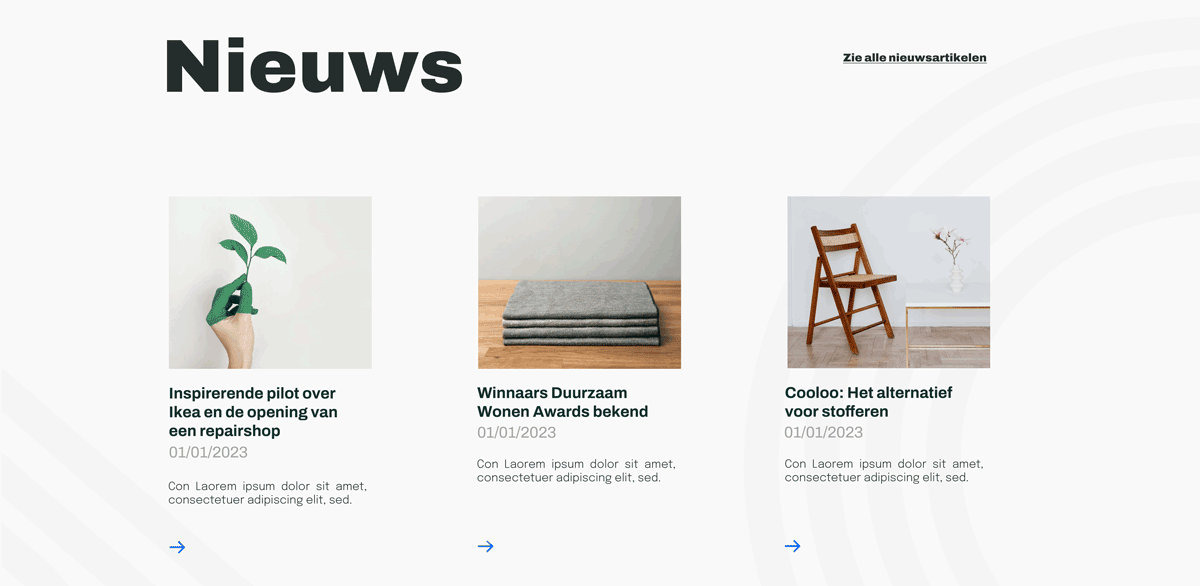 Nieuws
Zie alle nieuwsartikelen
Inspirerende pilot over
Ikea en de opening van
een repairshop
01/01/2023
Con Laorem ipsum dolor sit amet,
consectetuer adipiscing elit, sed.
Winnaars Duurzaam
Wonen Awards bekend
01/01/2023
Con Laorem ipsum dolor sit amet,
consectetuer adipiscing elit, sed.
Cooloo: Het alternatief
voor stofferen
01/01/2023
Con Laorem ipsum dolor sit amet,
consectetuer adipiscing elit, sed.